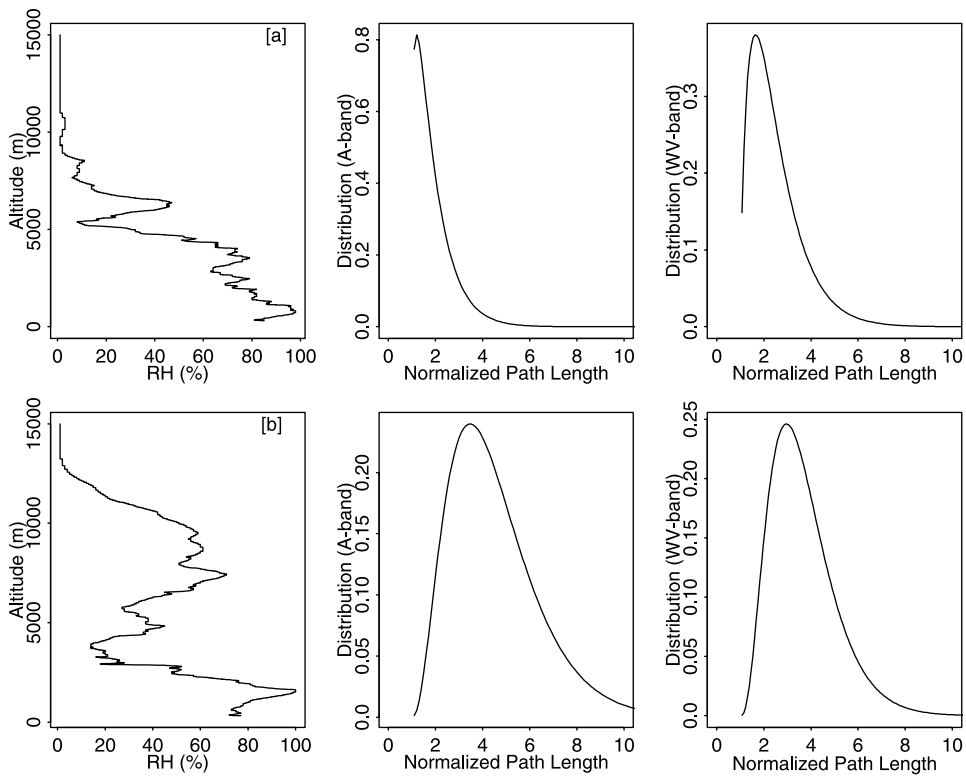 [a]
Altitude (m)
15000
10000
5000
0
0 20 40 60 80 100
RH (%)
Distribution (A-band)
0.8
0.6
0.4
0.2
0.0
0 2 4 6 8 10
Normalized Path Length
Distribution (WV-band)
0.3
0.2
0.1
0.0
0 2 4 6 8 10
Normalized Path Length
[b]
Altitude (m)
15000
10000
5000
0
0 20 40 60 80 100
RH (%)
Distribution (A-band)
0.20
0.15
0.10
0.05
0.0
0 2 4 6 8 10
Normalized Path Length
Distribution (WV-band)
0.25
0.20
0.15
0.10
0.05
0.0
0 2 4 6 8 10
Normalized Path Length